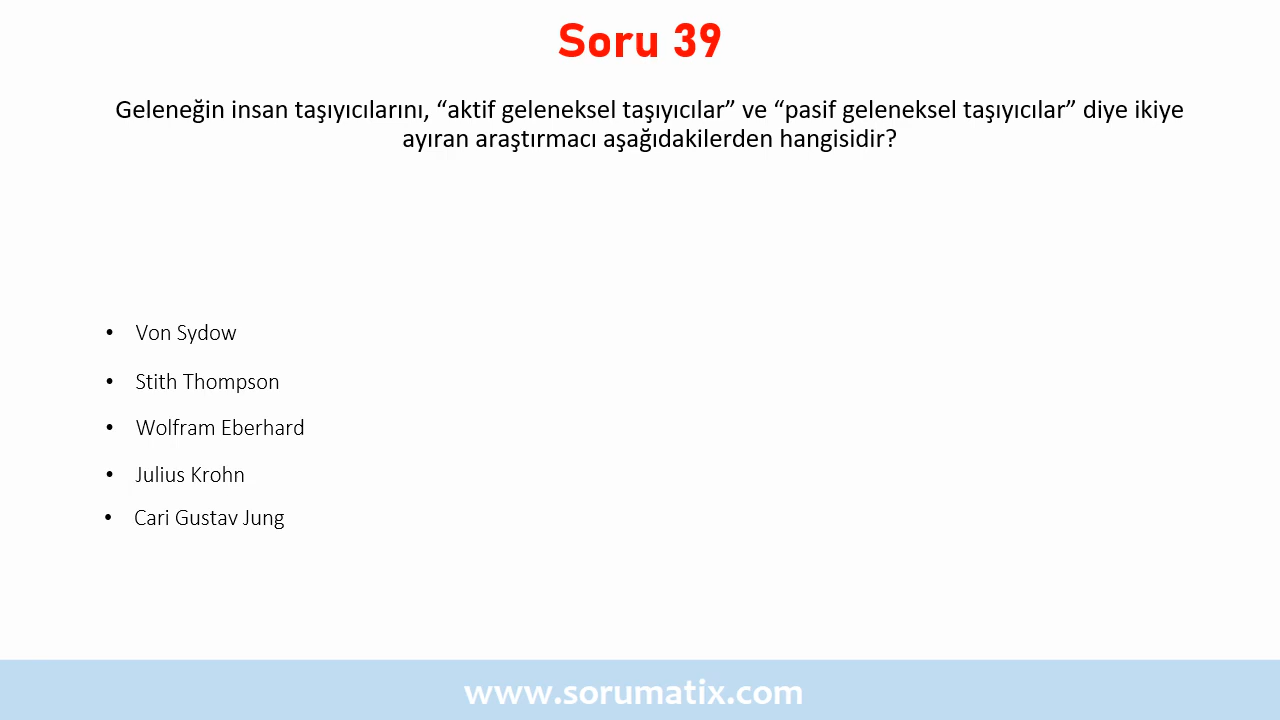 Soru 39
Geleneğin insan taşıyıcılarını, “aktif geleneksel taşıyıcılar” ve “pasif geleneksel taşıyıcılar” diye ikiye
ayıran araştırmacı aşağıdakilerden hangisidir?
• Von Sydow
• Stith Thompson
• Wolfram Eberhard
• Julius Krohn
• Cari Gustav Jung
www.sorumatix.com